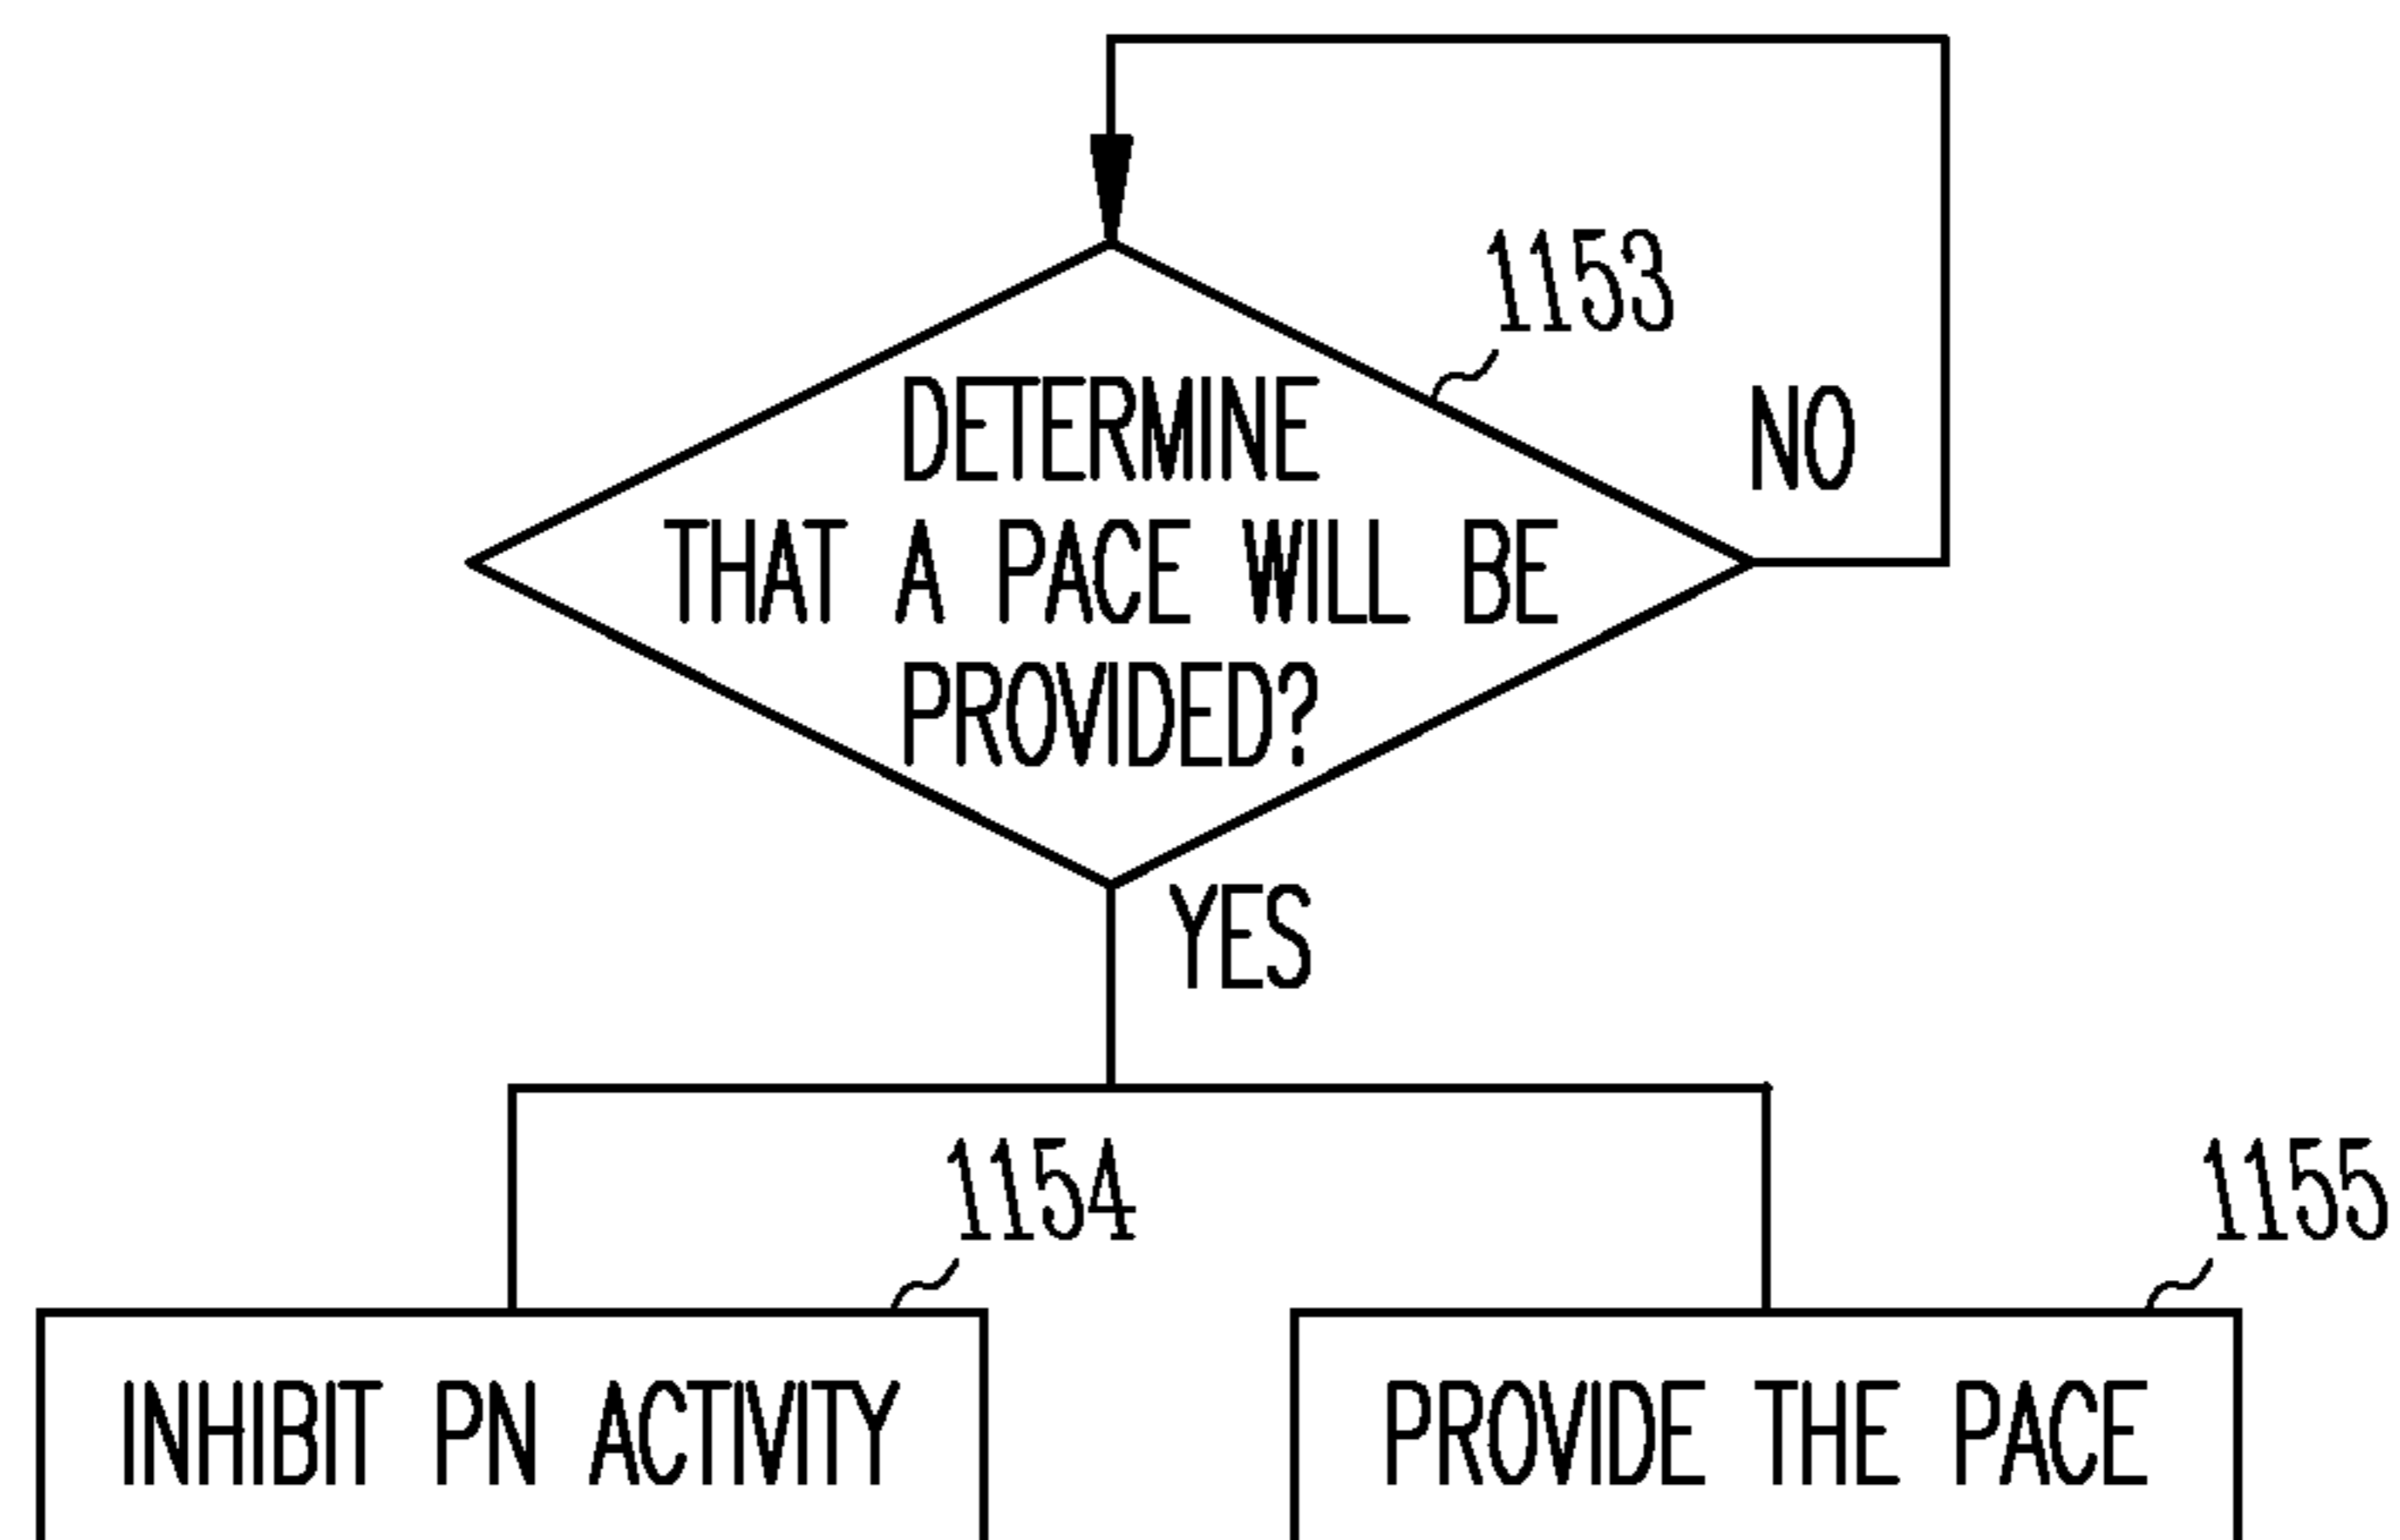 1153
DETERMINE
NO
THAT A PACE WILL BE
PROVIDED?
YES
1154
1155
INHIBIT PN ACTIVITY
PROVIDE THE PACE